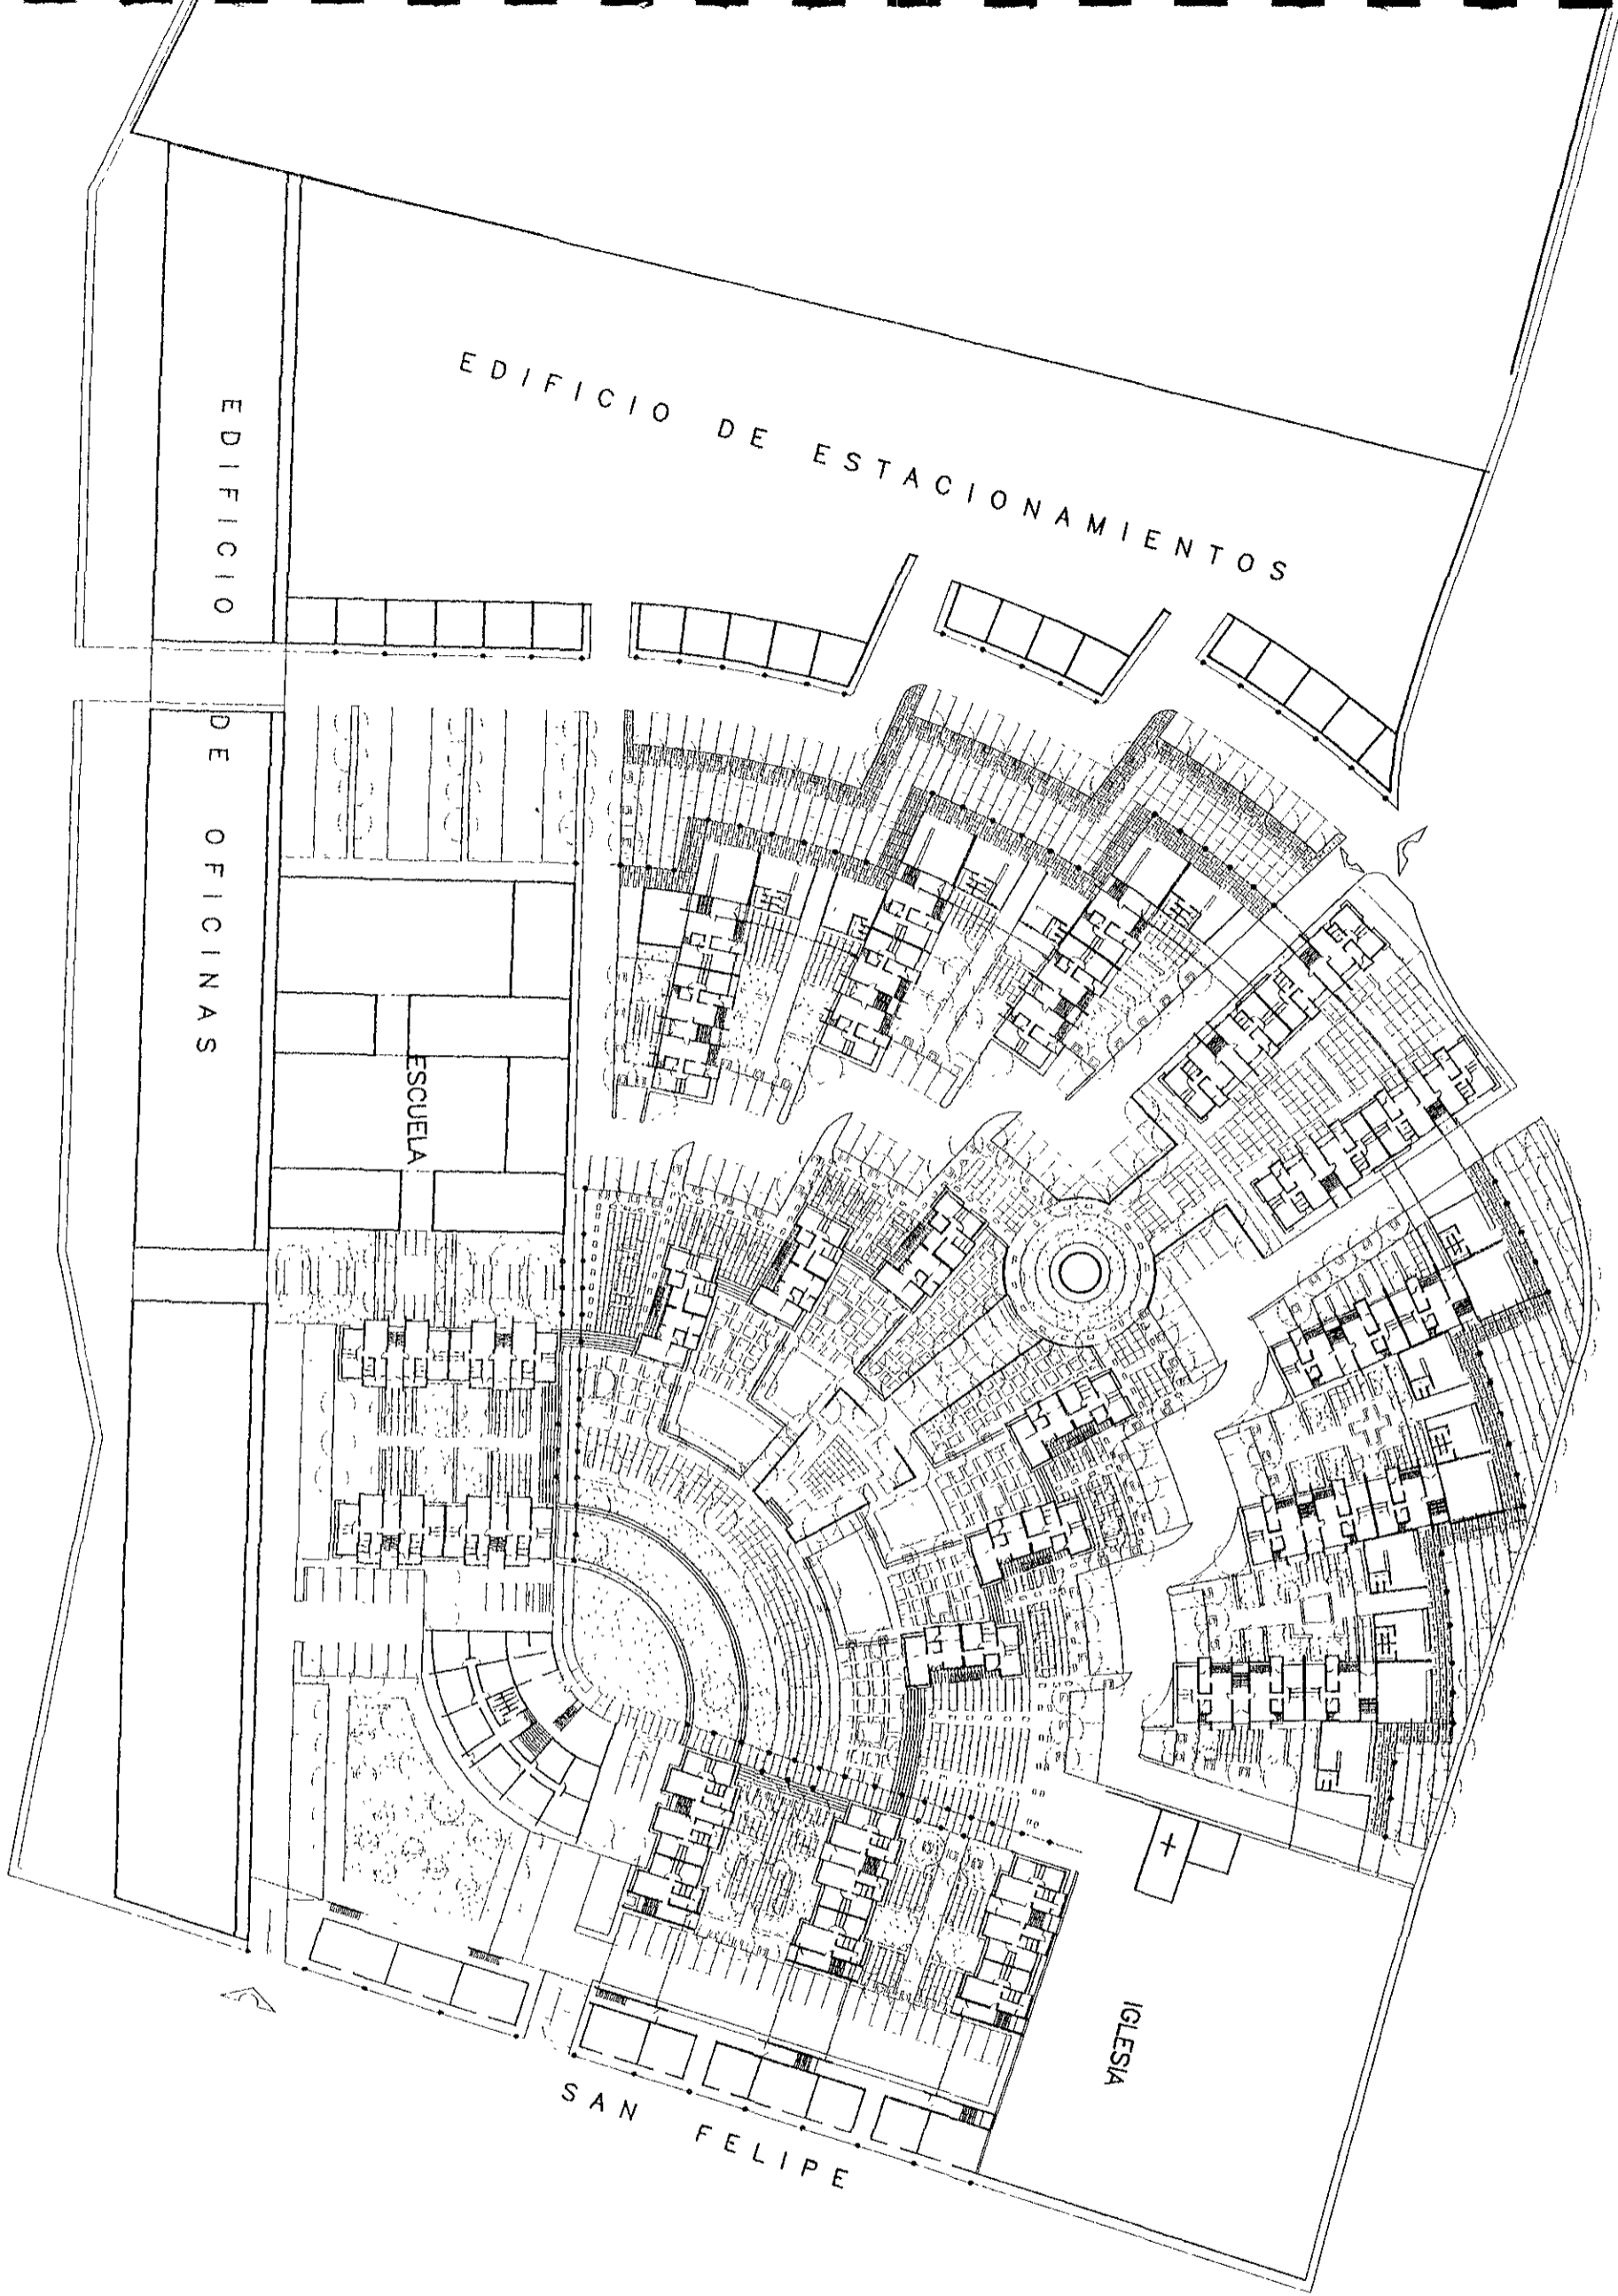 EDIFICIO DE ESTACIONAMIENTOS
EDIFICIO DE OFICINAS
ESCUELA
IGLESIA
SAN FELIPE